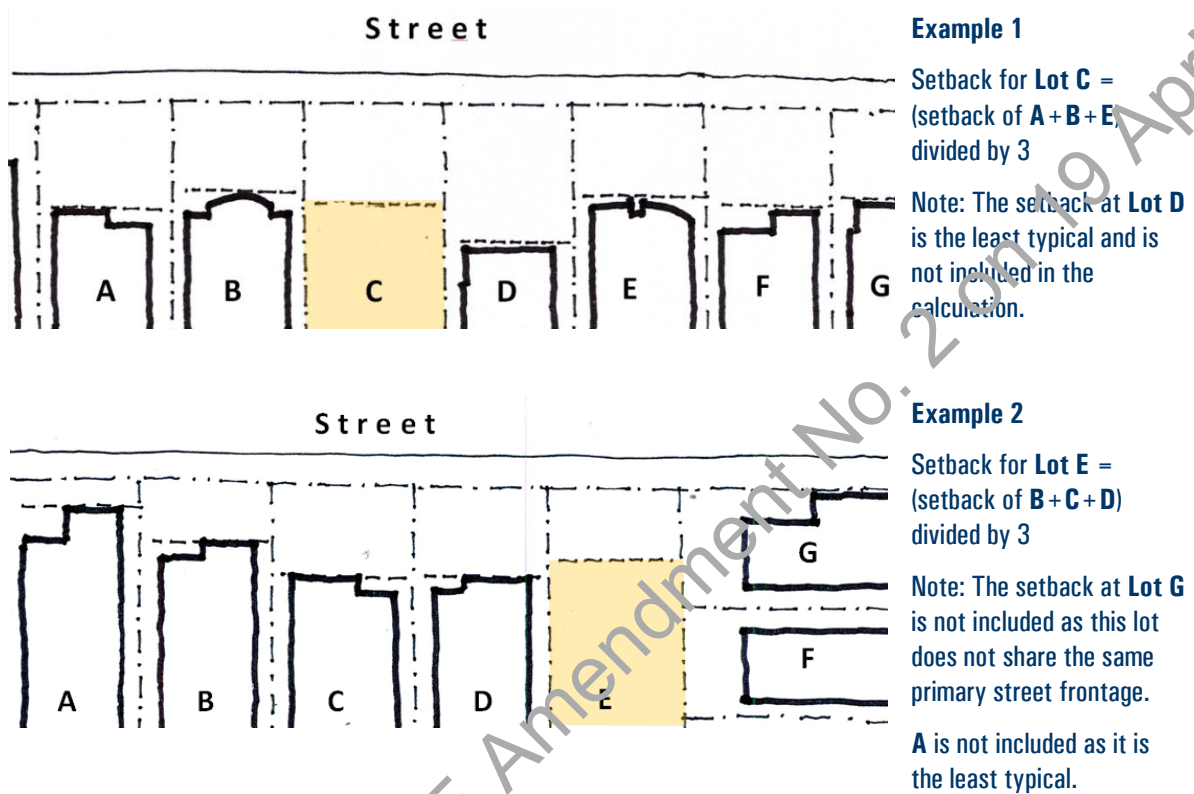 Street
A
B
C
D
E
F
G
Example 1
Setback for Lot C =
(setback of A+B+E)
divided by 3
Note: The setback at Lot D
is the least typical and is
not included in the
calculation.
Street
A
B
C
D
E
G
F
Example 2
Setback for Lot E =
(setback of B+C+D)
divided by 3
Note: The setback at Lot G
is not included as this lot
does not share the same
primary street frontage.
A is not included as it is
the least typical.
Amendment No. 2 on 19 Apri